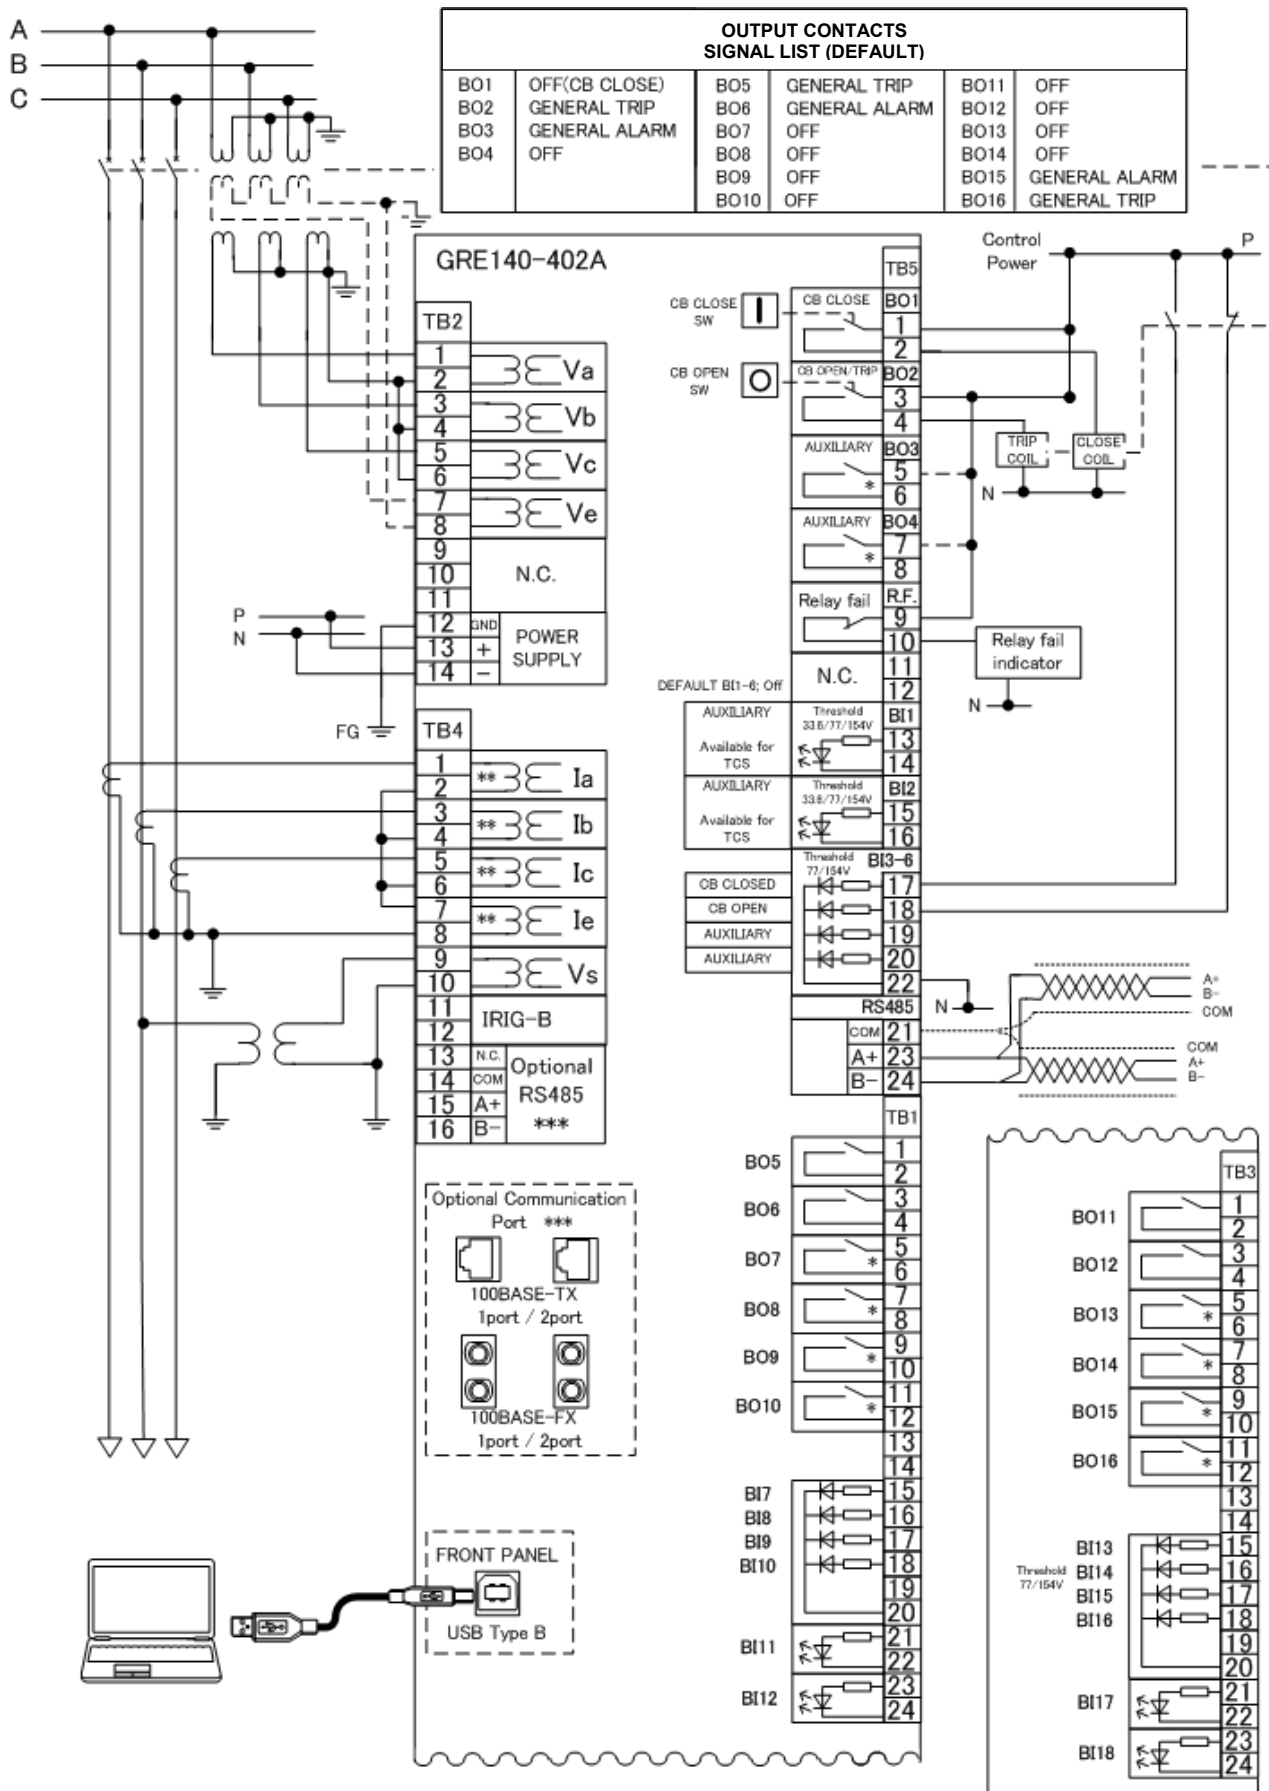 OUTPUT CONTACTS
SIGNAL LIST (DEFAULT)
BO1 OFF(CB CLOSE) BO5 GENERAL TRIP BO11 OFF
BO2 GENERAL TRIP BO6 GENERAL ALARM BO12 OFF
BO3 GENERAL ALARM BO7 OFF BO13 OFF
BO4 OFF BO8 OFF BO14 OFF
BO9 OFF BO15 GENERAL ALARM
BO10 OFF BO16 GENERAL TRIP
A
B
C
GRE140-402A
TB2
1
2
Va
3
4
Vb
5
6
Vc
7
8
Ve
9
10
11
N.C.
12 GND
13 +
14 -
POWER
SUPPLY
P
N
FG
TB4
1
2
** Ia
3
4
** Ib
5
6
** Ic
7
8
** Ie
9
10
Vs
11
12
IRIG-B
13 N.C.
14 COM
15 A+
16 B-
Optional
RS485
***
Optional Communication
Port ***
100BASE-TX
1port / 2port
100BASE-FX
1port / 2port
FRONT PANEL
USB Type B
Control
Power
P
TB5
CB CLOSE
SW
CB CLOSE BO1
1
2
CB OPEN
SW
CB OPEN/TRIP BO2
3
4
AUXILIARY BO3
5
* 6
AUXILIARY BO4
7
* 8
Relay fail R.F.
9
10
N.C.
11
12
TRIP
COIL
CLOSE
COIL
N
Relay fail
indicator
N
DEFAULT BI1-6; Off
AUXILIARY
Available for
TCS
Threshold
33.6/77/154V
BI1
13
14
AUXILIARY
Available for
TCS
Threshold
33.6/77/154V
BI2
15
16
Threshold
77/154V
BI3-6
CB CLOSED 17
CB OPEN 18
AUXILIARY 19
AUXILIARY 20
22
N
RS485
COM 21
A+ 23
B- 24
A+
B-
COM
COM
A+
B-
TB1
BO5
1
2
BO6
3
4
BO7
5
* 6
BO8
7
* 8
BO9
9
* 10
BO10
11
* 12
13
14
BI7 15
BI8 16
BI9 17
BI10 18
19
20
BI11
21
22
BI12
23
24
TB3
BO11
1
2
BO12
3
4
BO13
5
* 6
BO14
7
* 8
BO15
9
* 10
BO16
11
* 12
13
14
Threshold
77/154V
BI13 15
BI14 16
BI15 17
BI16 18
19
20
BI17
21
22
BI18
23
24